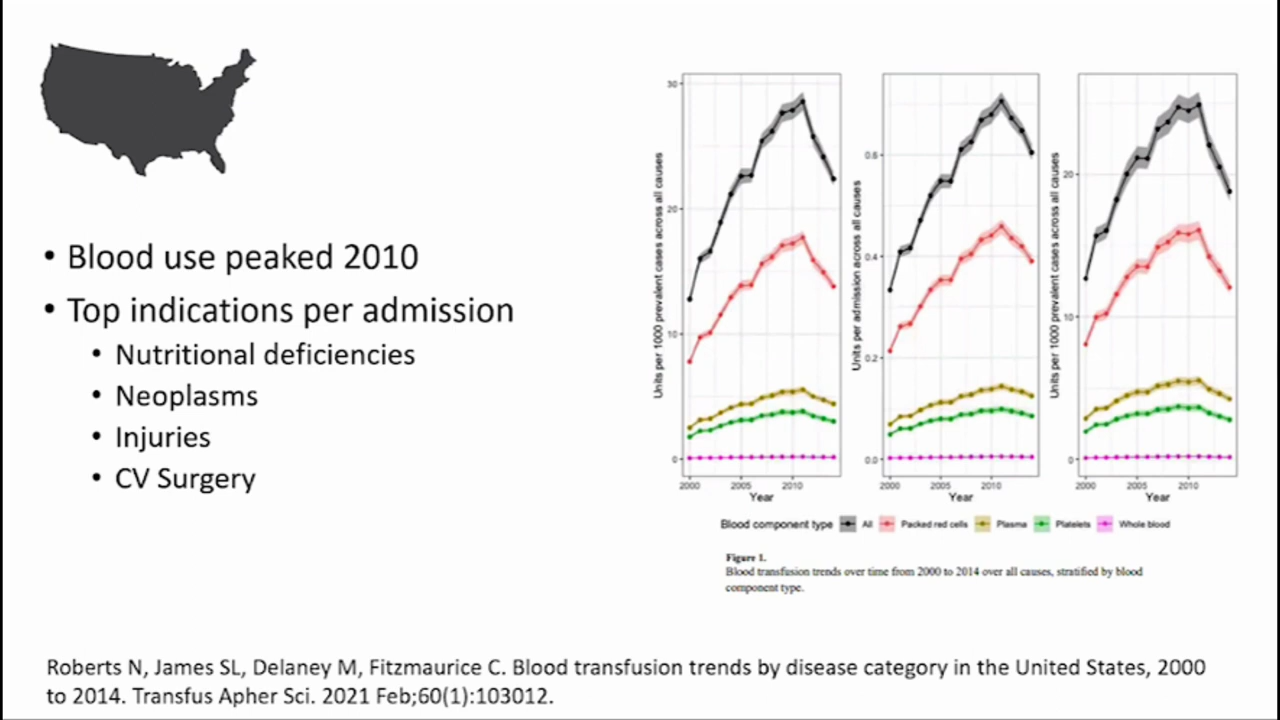 • Blood use peaked 2010
• Top indications per admission
• Nutritional deficiencies
• Neoplasms
• Injuries
• CV Surgery
Units per 1000 prevalent cases across all causes
30
20
10
0
2000 2005 2010
Year
Units per admission across all causes
0.6
0.4
0.2
0.0
2000 2005 2010
Year
Units per 1000 prevalent cases across all causes
20
10
0
2000 2005 2010
Year
Blood component type All Packed red cells Plasma Platelets Whole blood
Figure 1.
Blood transfusion trends over time from 2000 to 2014 over all causes, stratified by blood
component type.
Roberts N, James SL, Delaney M, Fitzmaurice C. Blood transfusion trends by disease category in the United States, 2000
to 2014. Transfus Apher Sci. 2021 Feb;60(1):103012.